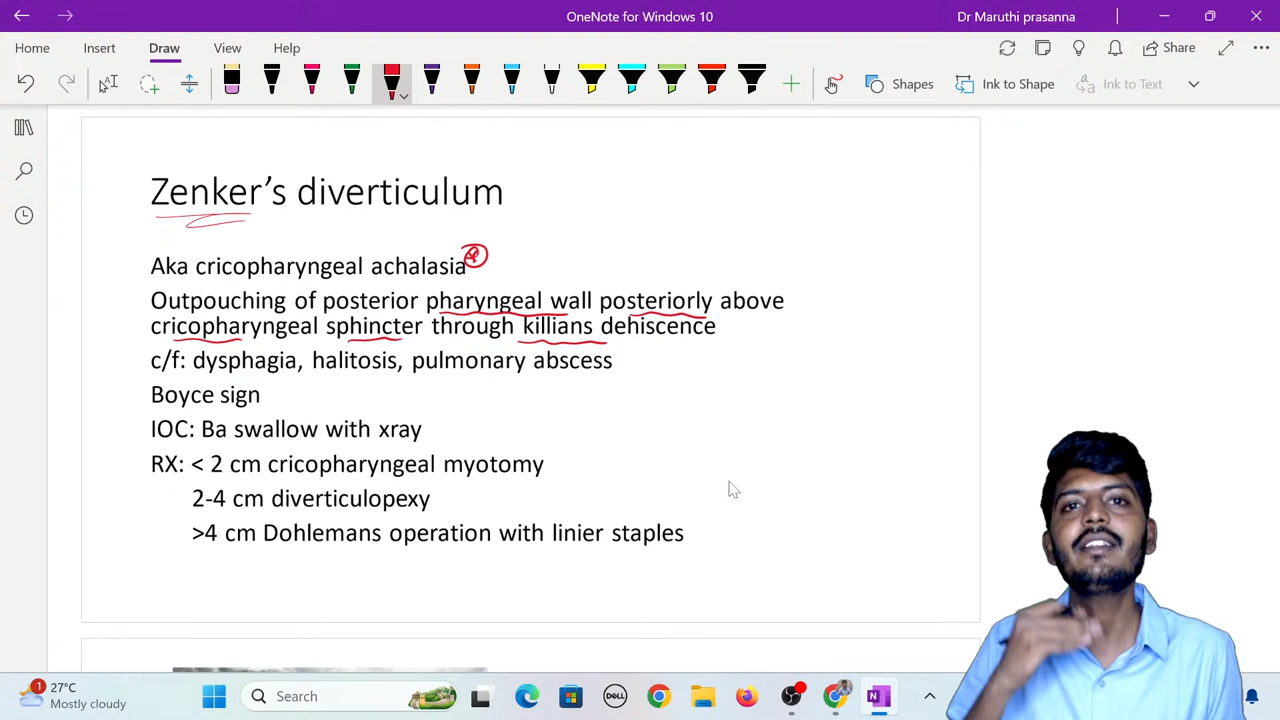 OneNote for Windows 10
Dr Maruthi prasanna
Home Insert Draw View Help
Share
Shapes
Ink to Shape
Ink to Text
Zenker's diverticulum
Aka cricopharyngeal achalasia
Outpouching of posterior pharyngeal wall posteriorly above
cricopharyngeal sphincter through killians dehiscence
c/f: dysphagia, halitosis, pulmonary abscess
Boyce sign
IOC: Ba swallow with xray
RX: < 2 cm cricopharyngeal myotomy
2-4 cm diverticulopexy
>4 cm Dohlemans operation with linier staples
1
27°C
Mostly cloudy
Search
DELL
N